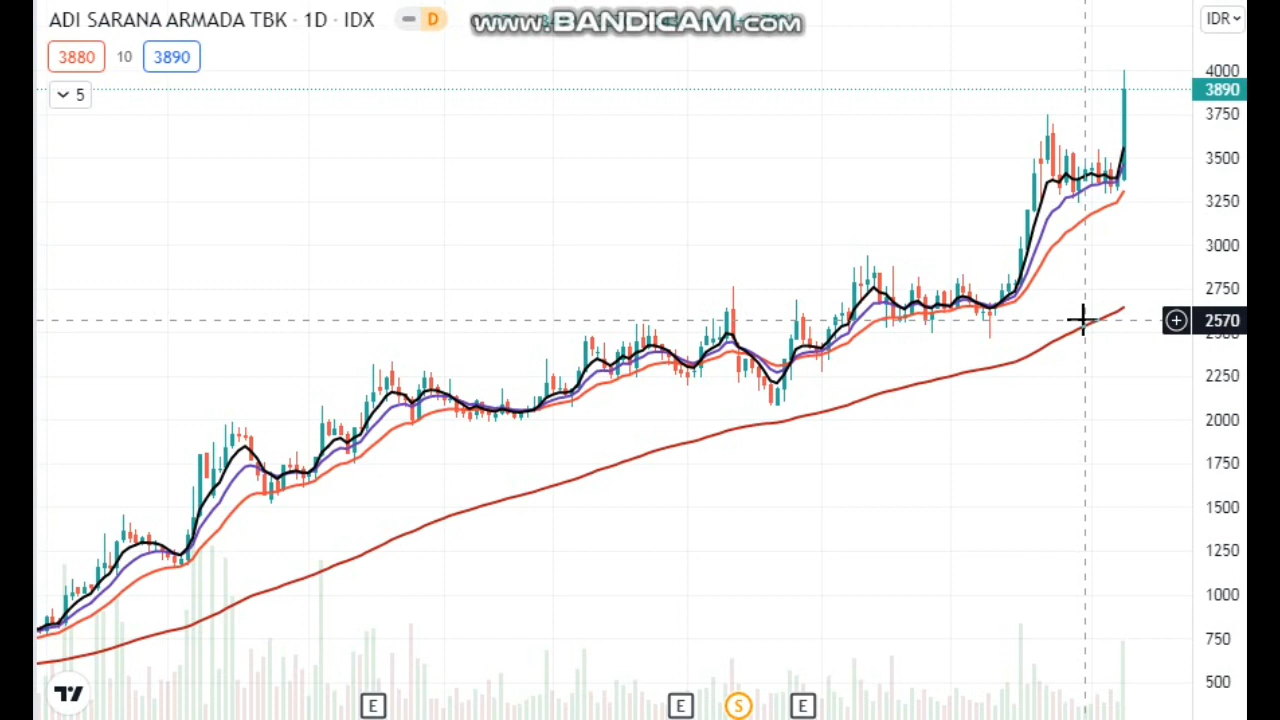 ADI SARANA ARMADA TBK · 1D · IDX
D
www.BANDICAM.com
IDR
3880
10
3890
5
4000
3890
3750
3500
3250
3000
2750
2570
2250
2000
1750
1500
1250
1000
750
500
E
E
S
E